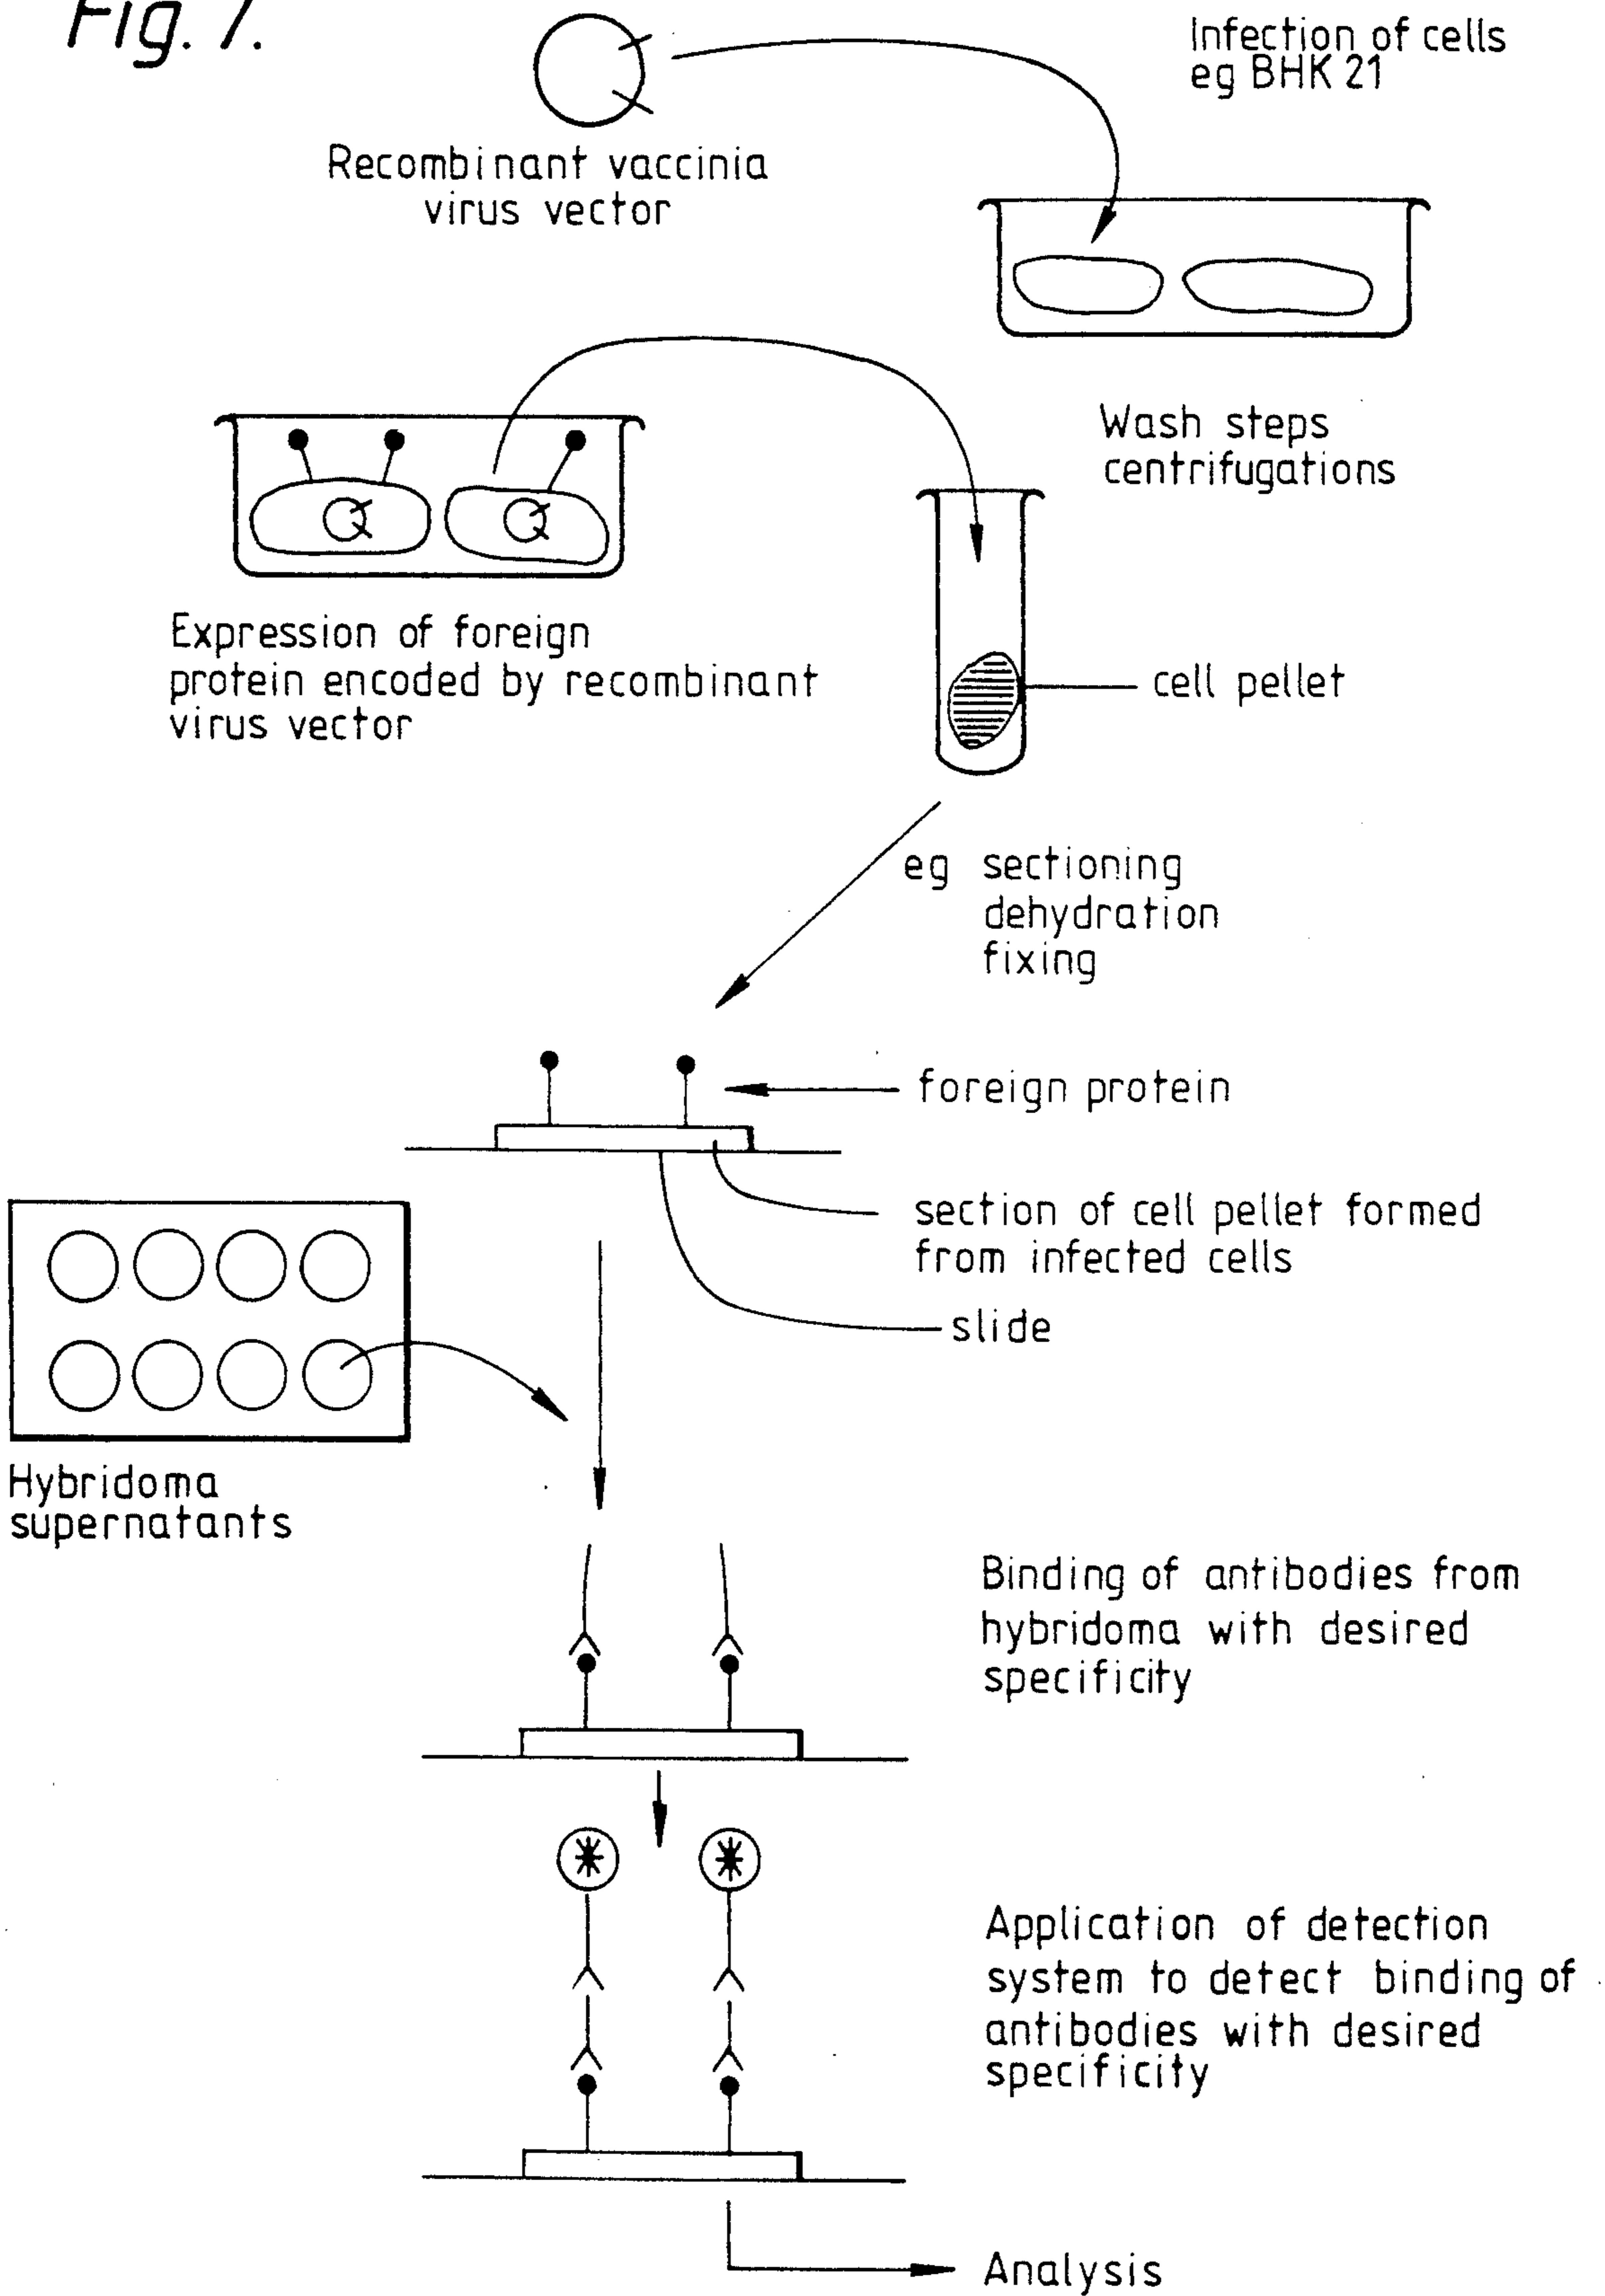 Fig. 7.
Infection of cells
eg BHK 21
Recombinant vaccinia
virus vector
Wash steps
centrifugations
Expression of foreign
protein encoded by recombinant
virus vector
cell pellet
eg sectioning
dehydration
fixing
foreign protein
section of cell pellet formed
from infected cells
slide
Hybridoma
supernatants
Binding of antibodies from
hybridoma with desired
specificity
Application of detection
system to detect binding of
antibodies with desired
specificity
Analysis